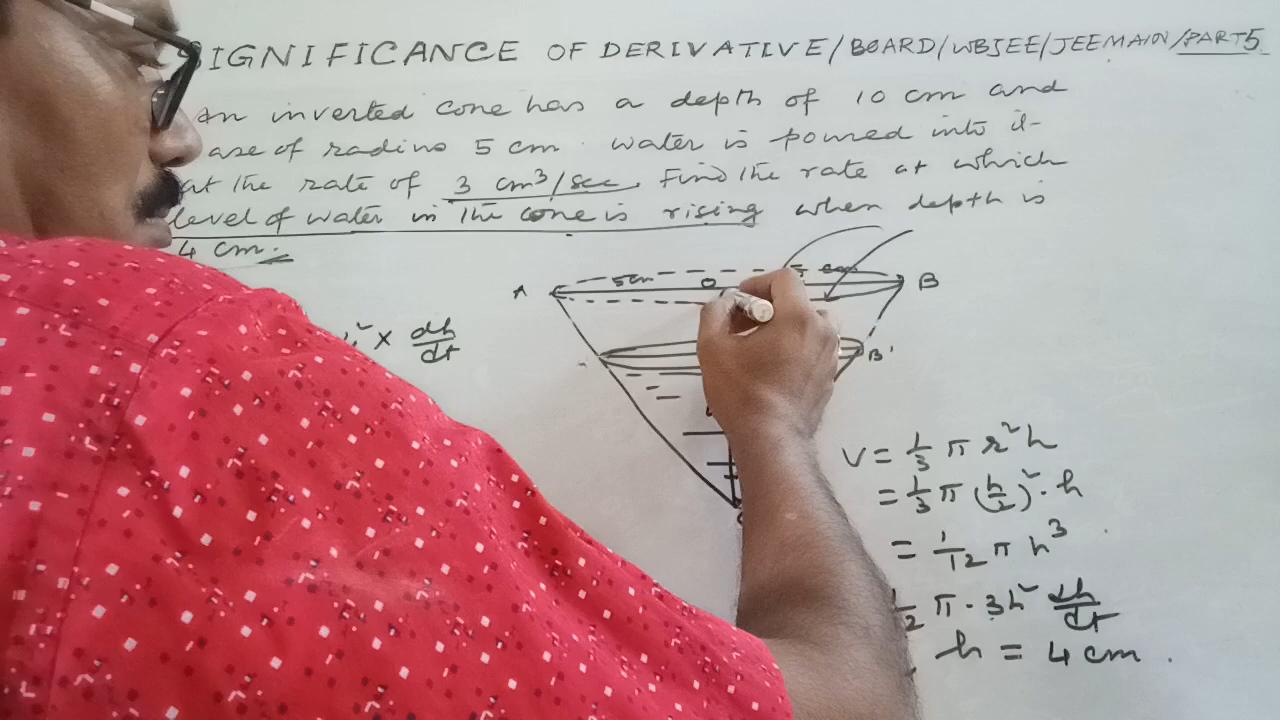 SIGNIFICANCE OF DERIVATIVE/BOARD/WBJEE/JEEMAIN/PART5
An inverted cone has a depth of 10 cm and
ase of radius 5 cm. water is poured into it
at the rate of 3 cm³/sec. Find the rate at which
level of water in the cone is rising when depth is
4 cm.
A 5cm O B
² × dh/dt
B'
V = 1/3 π r² h
= 1/3 π (h/2)² · h
= 1/12 π h³
π · 3h² dh/dt
h = 4 cm.